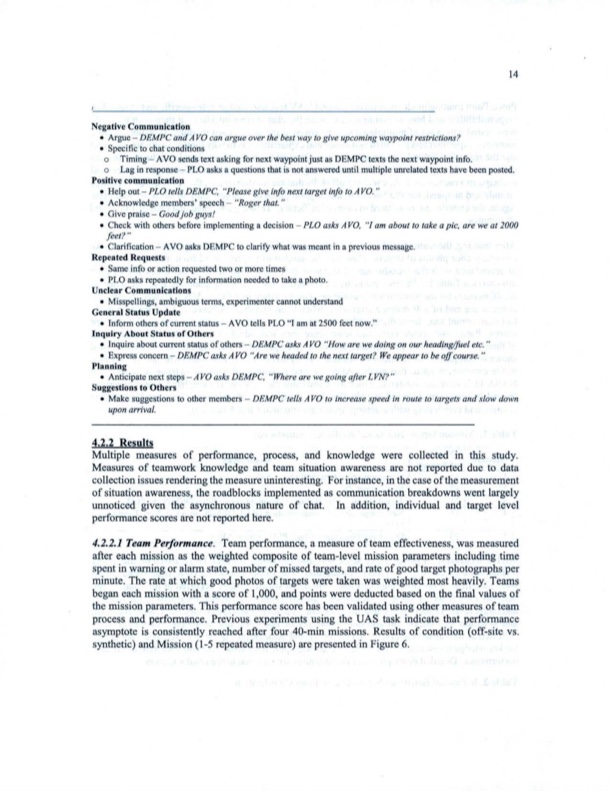 14
Negative Communication
• Argue – DEMPC and AVO can argue over the best way to give upcoming waypoint restrictions?
• Specific to chat conditions
o Timing – AVO sends text asking for next waypoint just as DEMPC texts the next waypoint info.
o Lag in response – PLO asks a questions that is not answered until multiple unrelated texts have been posted.
Positive communication
• Help out – PLO tells DEMPC, "Please give info next target info to AVO."
• Acknowledge members' speech – "Roger that."
• Give praise – Good job guys!
• Check with others before implementing a decision – PLO asks AVO, "I am about to take a pic, are we at 2000
feet?"
• Clarification – AVO asks DEMPC to clarify what was meant in a previous message.
Repeated Requests
• Same info or action requested two or more times
• PLO asks repeatedly for information needed to take a photo.
Unclear Communications
• Misspellings, ambiguous terms, experimenter cannot understand
General Status Update
• Inform others of current status – AVO tells PLO "I am at 2500 feet now."
Inquiry About Status of Others
• Inquire about current status of others – DEMPC asks AVO "How are we doing on our heading/fuel etc."
• Express concern – DEMPC asks AVO "Are we headed to the next target? We appear to be off course."
Planning
• Anticipate next steps – AVO asks DEMPC, "Where are we going after LVN?"
Suggestions to Others
• Make suggestions to other members – DEMPC tells AVO to increase speed in route to targets and slow down
upon arrival.
4.2.2 Results
Multiple measures of performance, process, and knowledge were collected in this study.
Measures of teamwork knowledge and team situation awareness are not reported due to data
collection issues rendering the measure uninteresting. For instance, in the case of the measurement
of situation awareness, the roadblocks implemented as communication breakdowns went largely
unnoticed given the asynchronous nature of chat. In addition, individual and target level
performance scores are not reported here.
4.2.2.1 Team Performance. Team performance, a measure of team effectiveness, was measured
after each mission as the weighted composite of team-level mission parameters including time
spent in warning or alarm state, number of missed targets, and rate of good target photographs per
minute. The rate at which good photos of targets were taken was weighted most heavily. Teams
began each mission with a score of 1,000, and points were deducted based on the final values of
the mission parameters. This performance score has been validated using other measures of team
process and performance. Previous experiments using the UAS task indicate that performance
asymptote is consistently reached after four 40-min missions. Results of condition (off-site vs.
synthetic) and Mission (1-5 repeated measure) are presented in Figure 6.